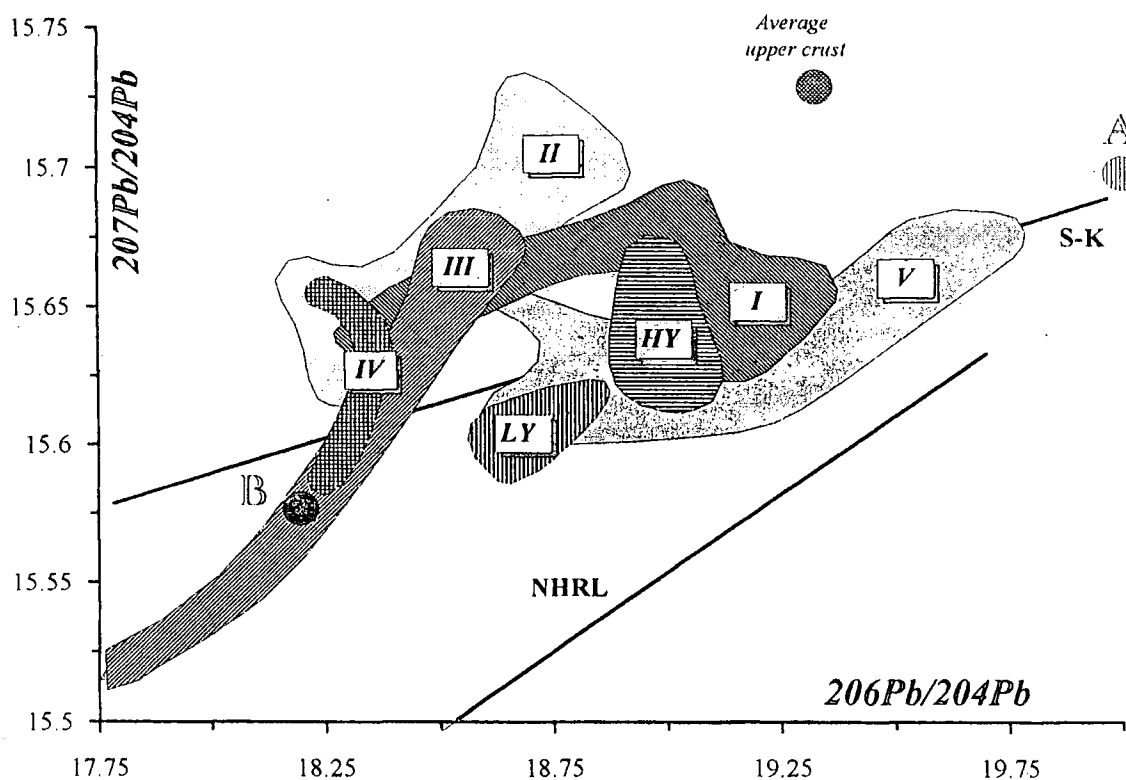 15.75
15.7
15.65
15.6
15.55
15.5
207Pb/204Pb
Average
upper crust
A
S-K
II
III
V
I
HY
IV
LY
B
NHRL
206Pb/204Pb
17.75
18.25
18.75
19.25
19.75